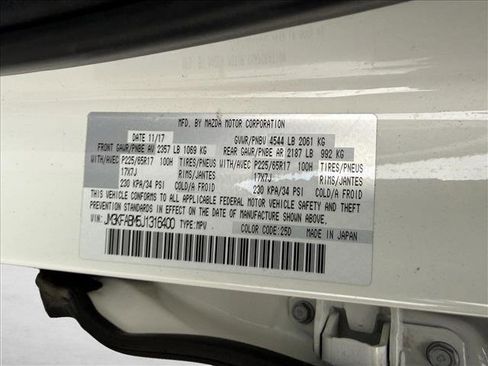 MFD. BY MAZDA MOTOR CORPORATION
DATE 11/17 GVWR/PNBV 4544 LB 2061 KG
FRONT GAWR/PNBE AV 2357 LB 1069 KG REAR GAWR/PNBE AR 2187 LB 992 KG
WITH/AVEC P225/65R17 100H TIRES/PNEUS WITH/AVEC P225/65R17 100H TIRES/PNEUS
17X7J RIMS/JANTES 17X7J RIMS/JANTES
230 KPA/34 PSI COLD/A FROID 230 KPA/34 PSI COLD/A FROID
THIS VEHICLE CONFORMS TO ALL APPLICABLE FEDERAL MOTOR VEHICLE SAFETY, BUMPER, AND THEFT
PREVENTION STANDARDS IN EFFECT ON THE DATE OF MANUFACTURE SHOWN ABOVE.
VIN: TYPE: MPV COLOR CODE: 25D MADE IN JAPAN